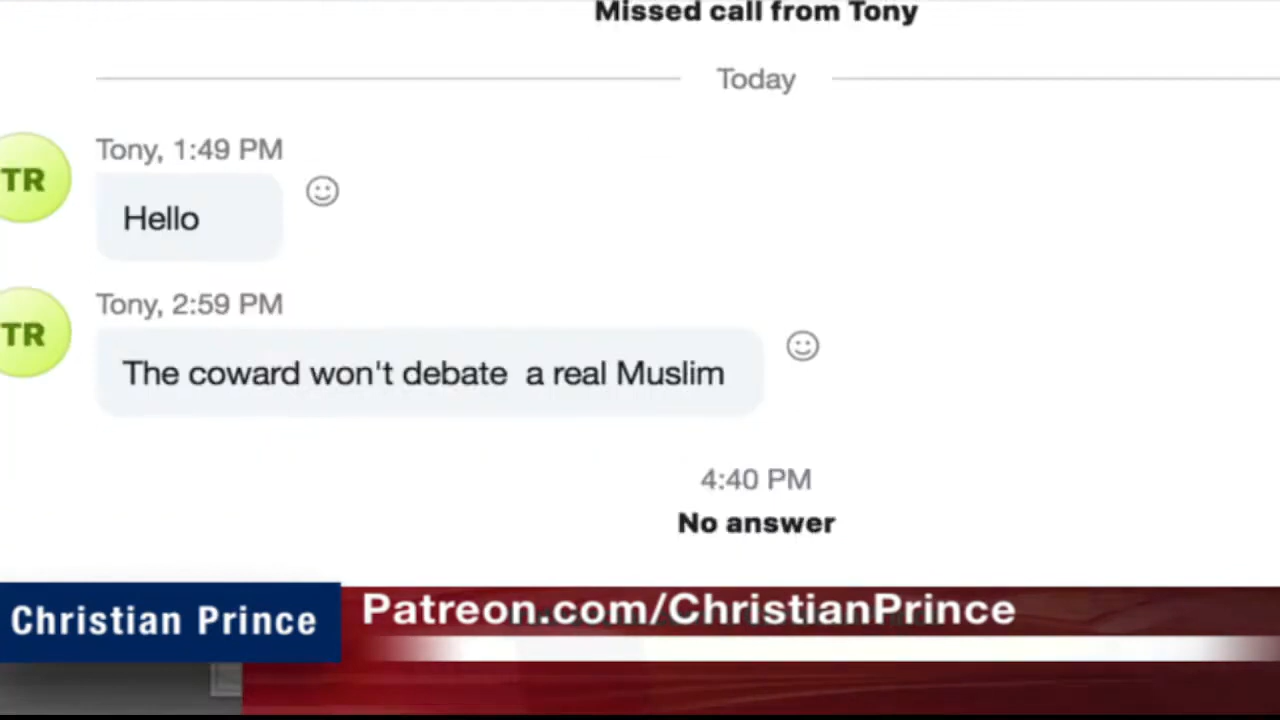 Missed call from Tony
Today
Tony, 1:49 PM
TR
Hello
Tony, 2:59 PM
TR
The coward won't debate  a real Muslim
4:40 PM
No answer
Christian Prince
Patreon.com/ChristianPrince